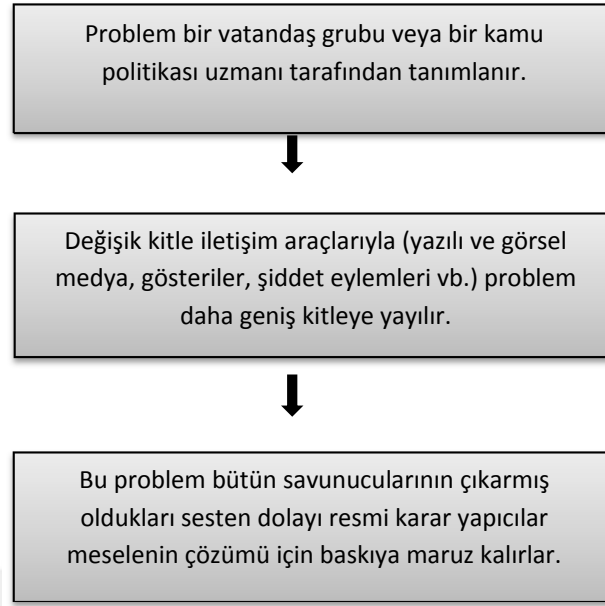 Problem bir vatandaş grubu veya bir kamu
politikası uzmanı tarafından tanımlanır.
Değişik kitle iletişim araçlarıyla (yazılı ve görsel
medya, gösteriler, şiddet eylemleri vb.) problem
daha geniş kitleye yayılır.
Bu problem bütün savunucularının çıkarmış
oldukları sesten dolayı resmi karar yapıcılar
meselenin çözümü için baskıya maruz kalırlar.